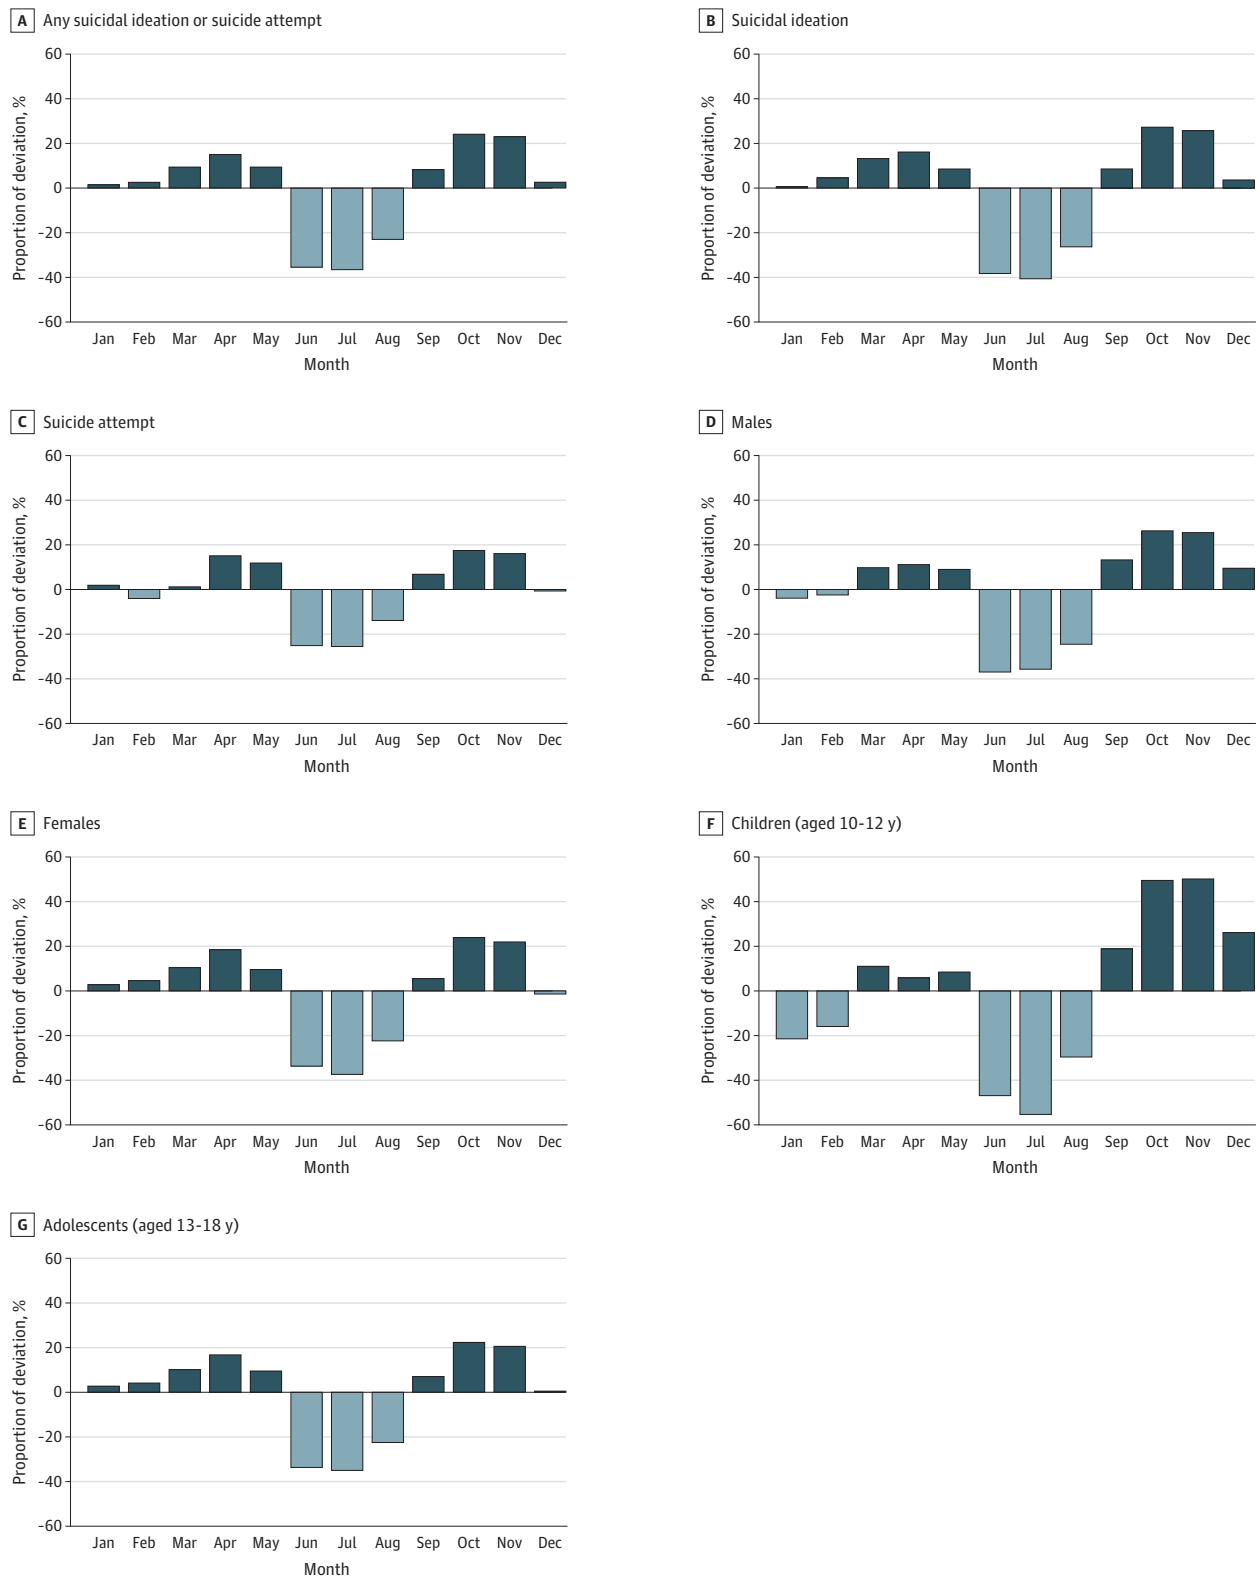 A Any suicidal ideation or suicide attempt
Proportion of deviation, %
60
40
20
0
-20
-40
-60
Jan Feb Mar Apr May Jun Jul Aug Sep Oct Nov Dec
Month
B Suicidal ideation
Proportion of deviation, %
60
40
20
0
-20
-40
-60
Jan Feb Mar Apr May Jun Jul Aug Sep Oct Nov Dec
Month
C Suicide attempt
Proportion of deviation, %
60
40
20
0
-20
-40
-60
Jan Feb Mar Apr May Jun Jul Aug Sep Oct Nov Dec
Month
D Males
Proportion of deviation, %
60
40
20
0
-20
-40
-60
Jan Feb Mar Apr May Jun Jul Aug Sep Oct Nov Dec
Month
E Females
Proportion of deviation, %
60
40
20
0
-20
-40
-60
Jan Feb Mar Apr May Jun Jul Aug Sep Oct Nov Dec
Month
F Children (aged 10-12 y)
Proportion of deviation, %
60
40
20
0
-20
-40
-60
Jan Feb Mar Apr May Jun Jul Aug Sep Oct Nov Dec
Month
G Adolescents (aged 13-18 y)
Proportion of deviation, %
60
40
20
0
-20
-40
-60
Jan Feb Mar Apr May Jun Jul Aug Sep Oct Nov Dec
Month